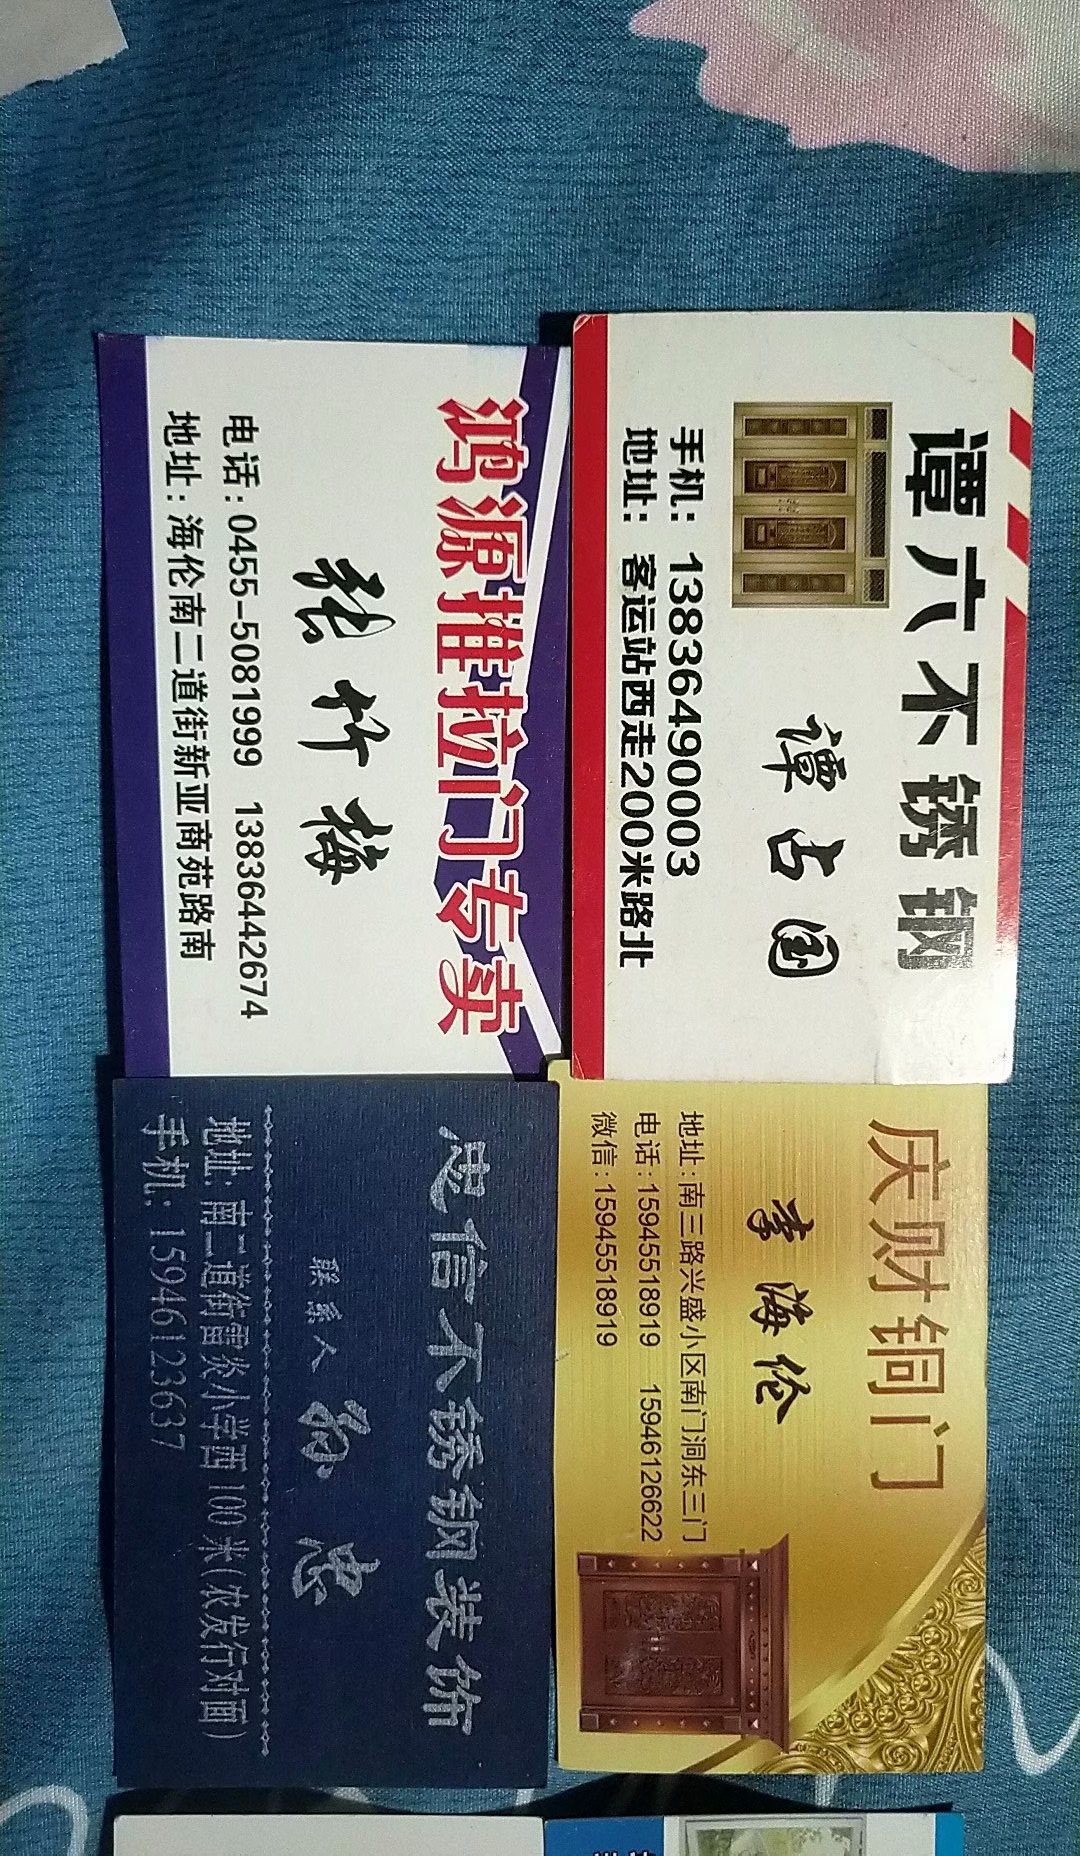 谭六不锈钢
谭占国
手机：13836490003
地址：客运站西走200米路北
鸿源推拉门专卖
张竹梅
电话：0455-5081999 13836442674
地址：海伦南二道街新亚商苑路南
庆财铜门
李海伦
地址：南三路兴盛小区南门洞东三门
电话：15945518919 15946126622
微信：15945518919
忠信不锈钢装饰
联系人 孙忠
地址：南二道街雷炎小学西100米(农发行对面)
手机：15946123637